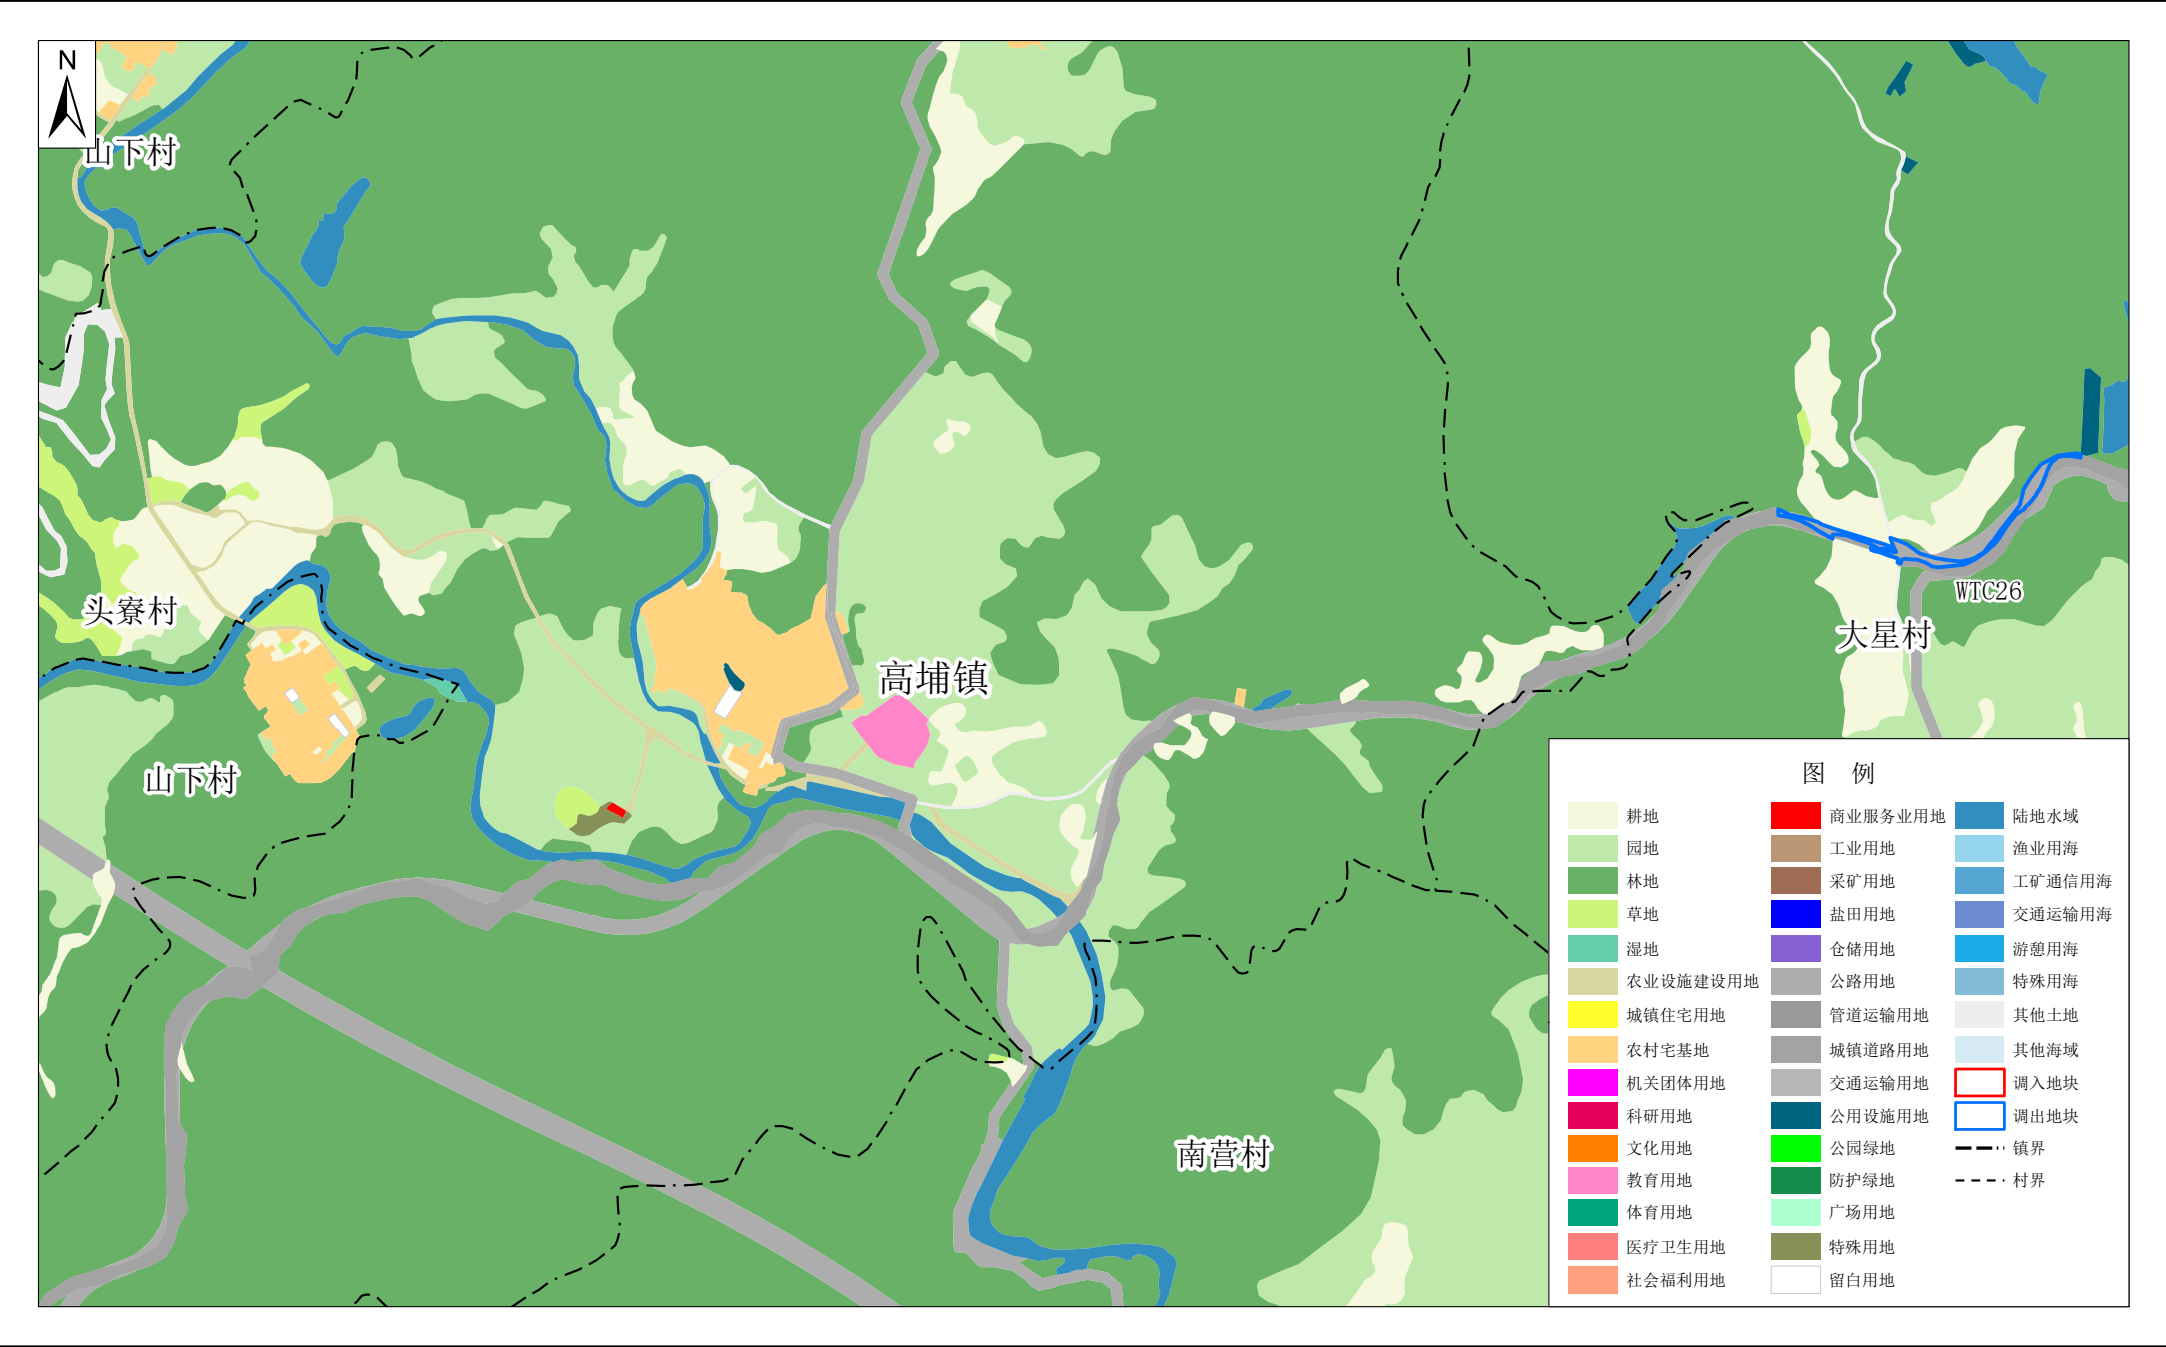 N
山下村
头寮村
高埔镇
WTC26
大星村
山下村
南营村
图 例
耕地
园地
林地
草地
湿地
农业设施建设用地
城镇住宅用地
农村宅基地
机关团体用地
科研用地
文化用地
教育用地
体育用地
医疗卫生用地
社会福利用地
商业服务业用地
工业用地
采矿用地
盐田用地
仓储用地
公路用地
管道运输用地
城镇道路用地
交通运输用地
公用设施用地
公园绿地
防护绿地
广场用地
特殊用地
留白用地
陆地水域
渔业用海
工矿通信用海
交通运输用海
游憩用海
特殊用海
其他土地
其他海域
调入地块
调出地块
镇界
村界